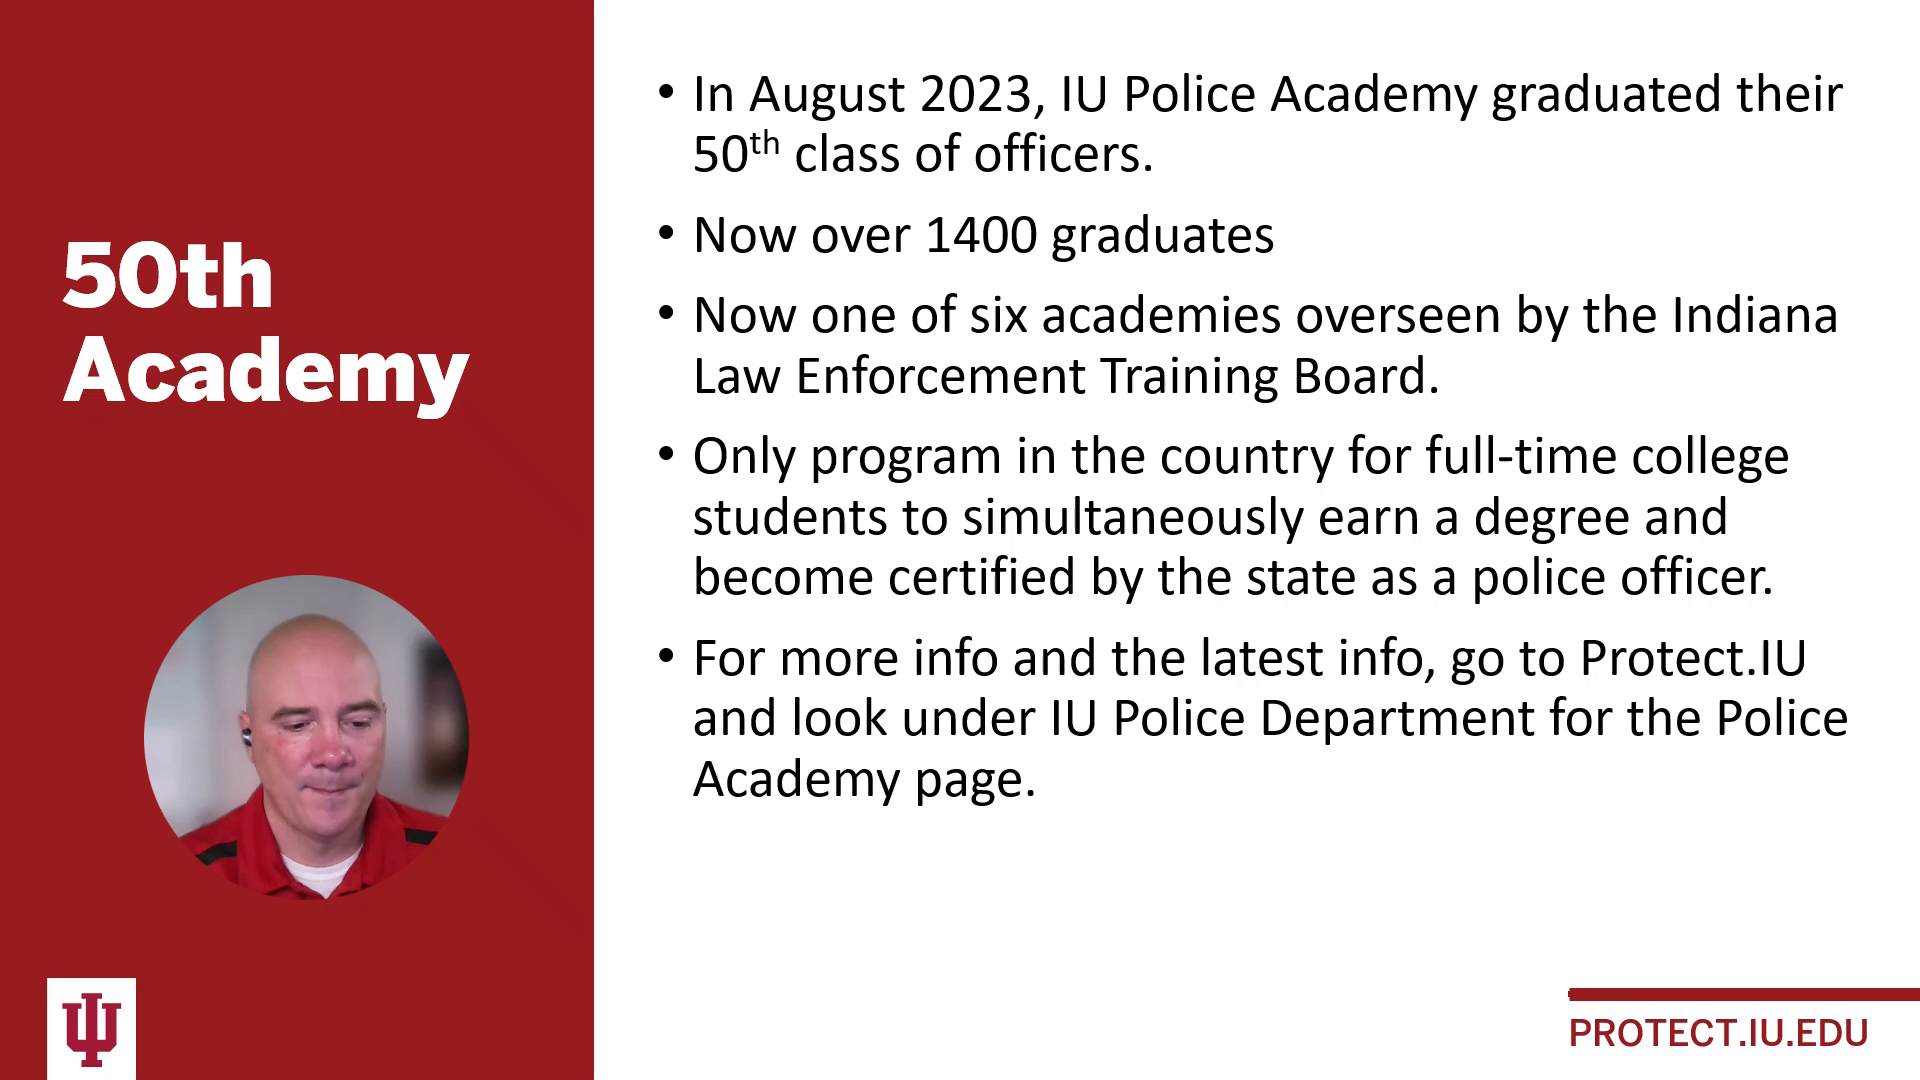 50th
Academy
• In August 2023, IU Police Academy graduated their
50th class of officers.
• Now over 1400 graduates
• Now one of six academies overseen by the Indiana
Law Enforcement Training Board.
• Only program in the country for full-time college
students to simultaneously earn a degree and
become certified by the state as a police officer.
• For more info and the latest info, go to Protect.IU
and look under IU Police Department for the Police
Academy page.
PROTECT.IU.EDU